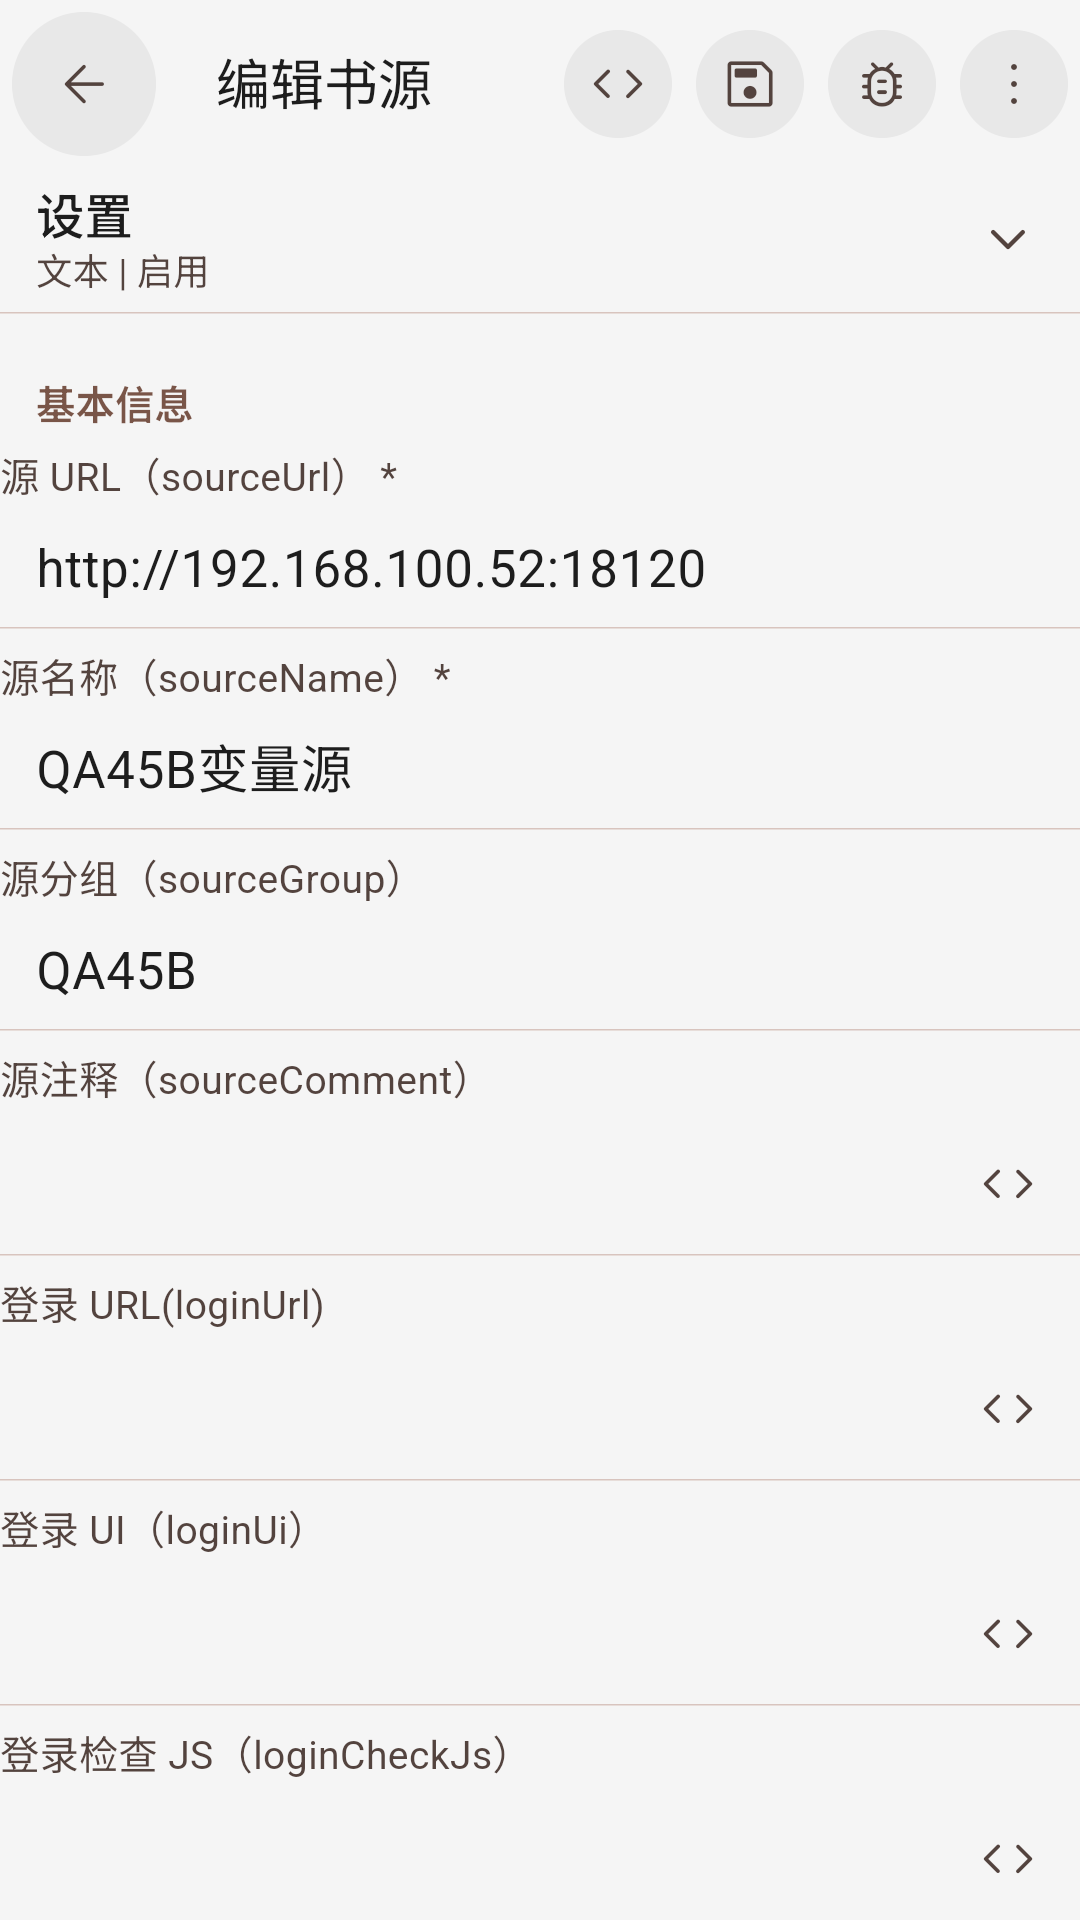 编辑书源
设置
文本 | 启用
基本信息
源 URL（sourceUrl） *
http://192.168.100.52:18120
源名称（sourceName） *
QA45B变量源
源分组（sourceGroup）
QA45B
源注释（sourceComment）
登录 URL(loginUrl)
登录 UI（loginUi）
登录检查 JS（loginCheckJs）